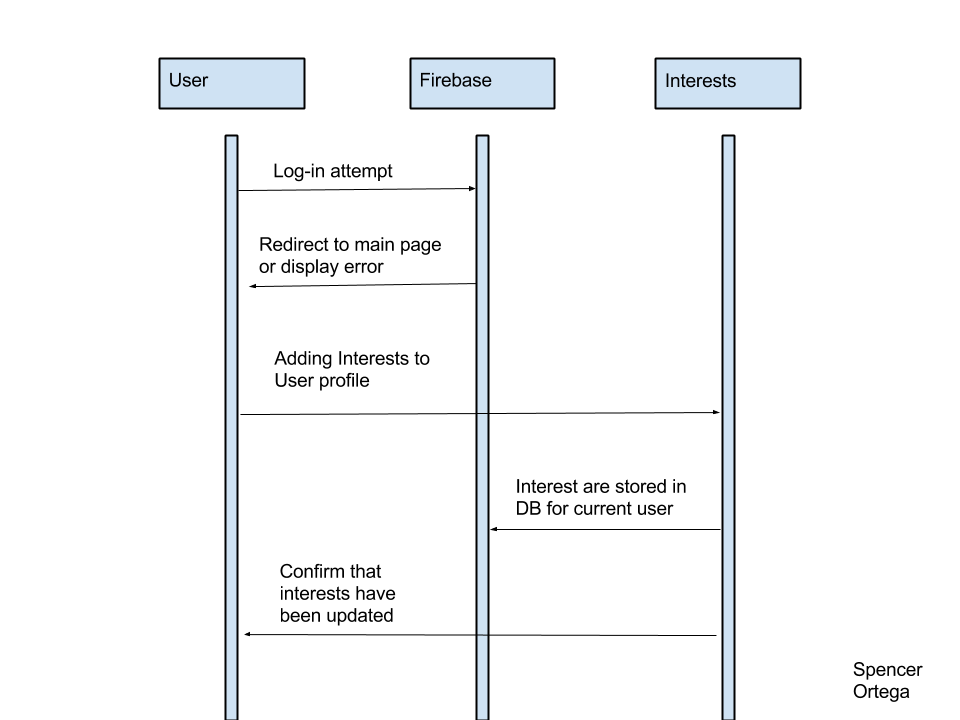 User
Firebase
Interests
Log-in attempt
Redirect to main page
or display error
Adding Interests to
User profile
Interest are stored in
DB for current user
Confirm that
interests have
been updated
Spencer
Ortega